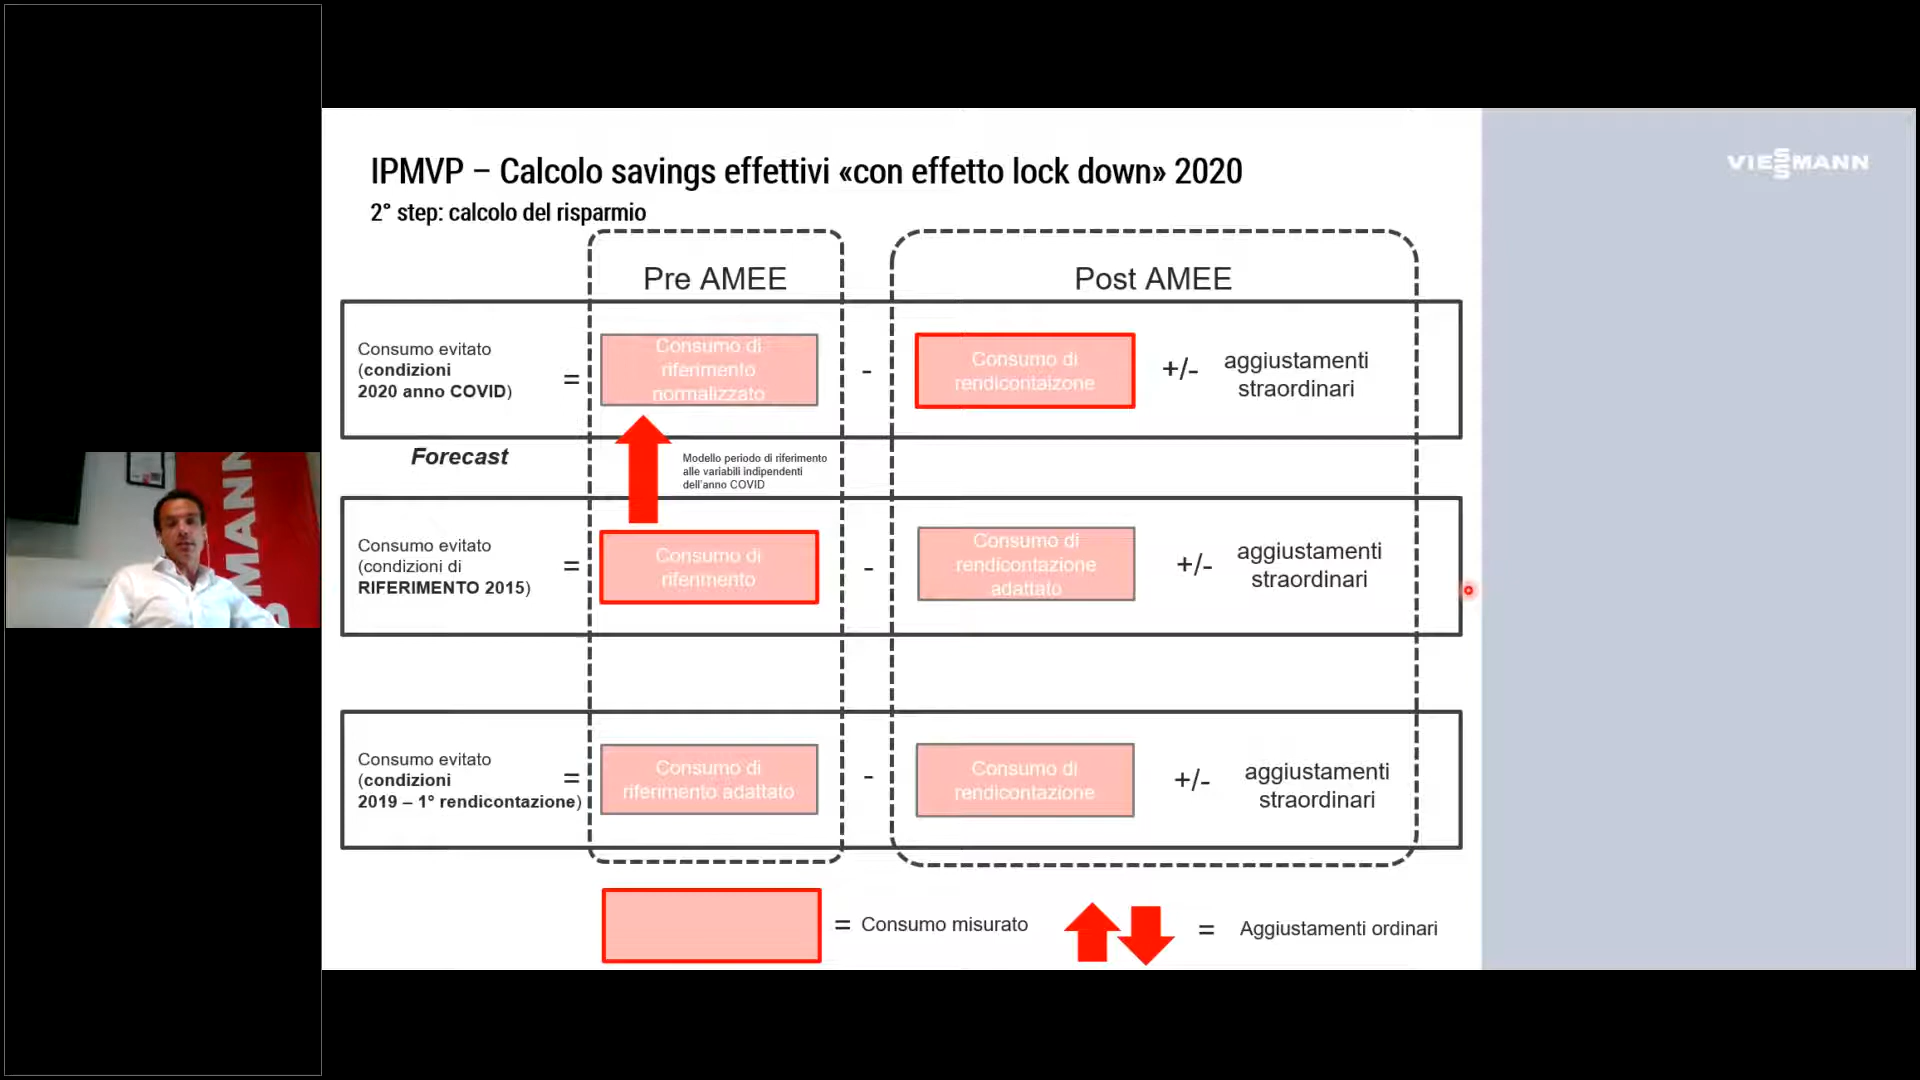 IPMVP – Calcolo savings effettivi «con effetto lock down» 2020
2° step: calcolo del risparmio
VIESSMANN
Pre AMEE
Post AMEE
Consumo evitato
(condizioni
2020 anno COVID)
=
Consumo di
riferimento
normalizzato
-
Consumo di
rendicontaizone
+/-
aggiustamenti
straordinari
Forecast
Modello periodo di riferimento
alle variabili indipendenti
dell'anno COVID
Consumo evitato
(condizioni di
RIFERIMENTO 2015)
=
Consumo di
riferimento
-
Consumo di
rendicontazione
adattato
+/-
aggiustamenti
straordinari
Consumo evitato
(condizioni
2019 – 1° rendicontazione)
=
Consumo di
riferimento adattato
-
Consumo di
rendicontazione
+/-
aggiustamenti
straordinari
= Consumo misurato
= Aggiustamenti ordinari
SMANN